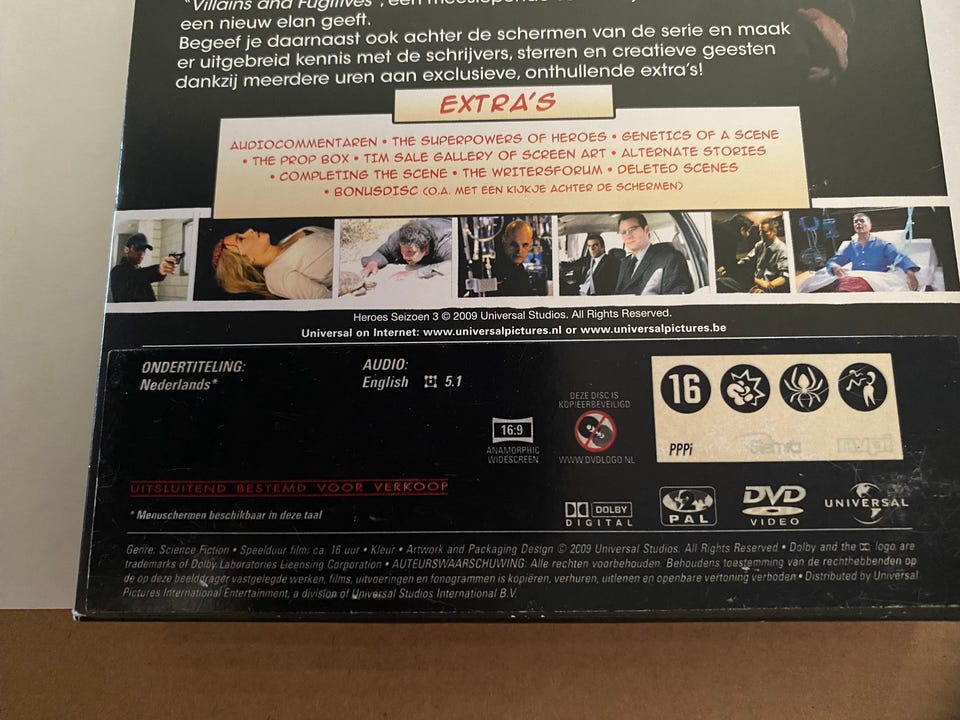 "Villains and Fugitives", een
een nieuw elan geeft.
Begeef je daarnaast ook achter de schermen van de serie en maak
er uitgebreid kennis met de schrijvers, sterren en creatieve geesten
dankzij meerdere uren aan exclusieve, onthullende extra's!
EXTRA'S
AUDIOCOMMENTAREN • THE SUPERPOWERS OF HEROES • GENETICS OF A SCENE
• THE PROP BOX • TIM SALE GALLERY OF SCREEN ART • ALTERNATE STORIES
• COMPLETING THE SCENE • THE WRITERSFORUM • DELETED SCENES
• BONUSDISC (O.A. MET EEN KIJKJE ACHTER DE SCHERMEN)
Heroes Seizoen 3 © 2009 Universal Studios. All Rights Reserved.
Universal on Internet: www.universalpictures.nl or www.universalpictures.be
ONDERTITELING:
Nederlands*
AUDIO:
English 5.1
16:9
ANAMORPHIC
WIDESCREEN
DEZE DISC IS
KOPIEERBEVEILIGD
WWW.DVDLOGO.NL
16
PPPi
UITSLUITEND BESTEMD VOOR VERKOOP
* Menuschermen beschikbaar in deze taal
DOLBY
DIGITAL
PAL
DVD
VIDEO
UNIVERSAL
Genre: Science Fiction • Speelduur film: ca. 16 uur • Kleur • Artwork and Packaging Design © 2009 Universal Studios. All Rights Reserved • Dolby and the logo are
trademarks of Dolby Laboratories Licensing Corporation • AUTEURSWAARSCHUWING: Alle rechten voorbehouden. Behoudens toestemming van de rechthebbenden op
de op deze beelddrager vastgelegde werken, films, uitvoeringen en fonogrammen is kopiëren, verhuren, uitlenen en openbare vertoning verboden • Distributed by Universal
Pictures International Entertainment, a division of Universal Studios International B.V.